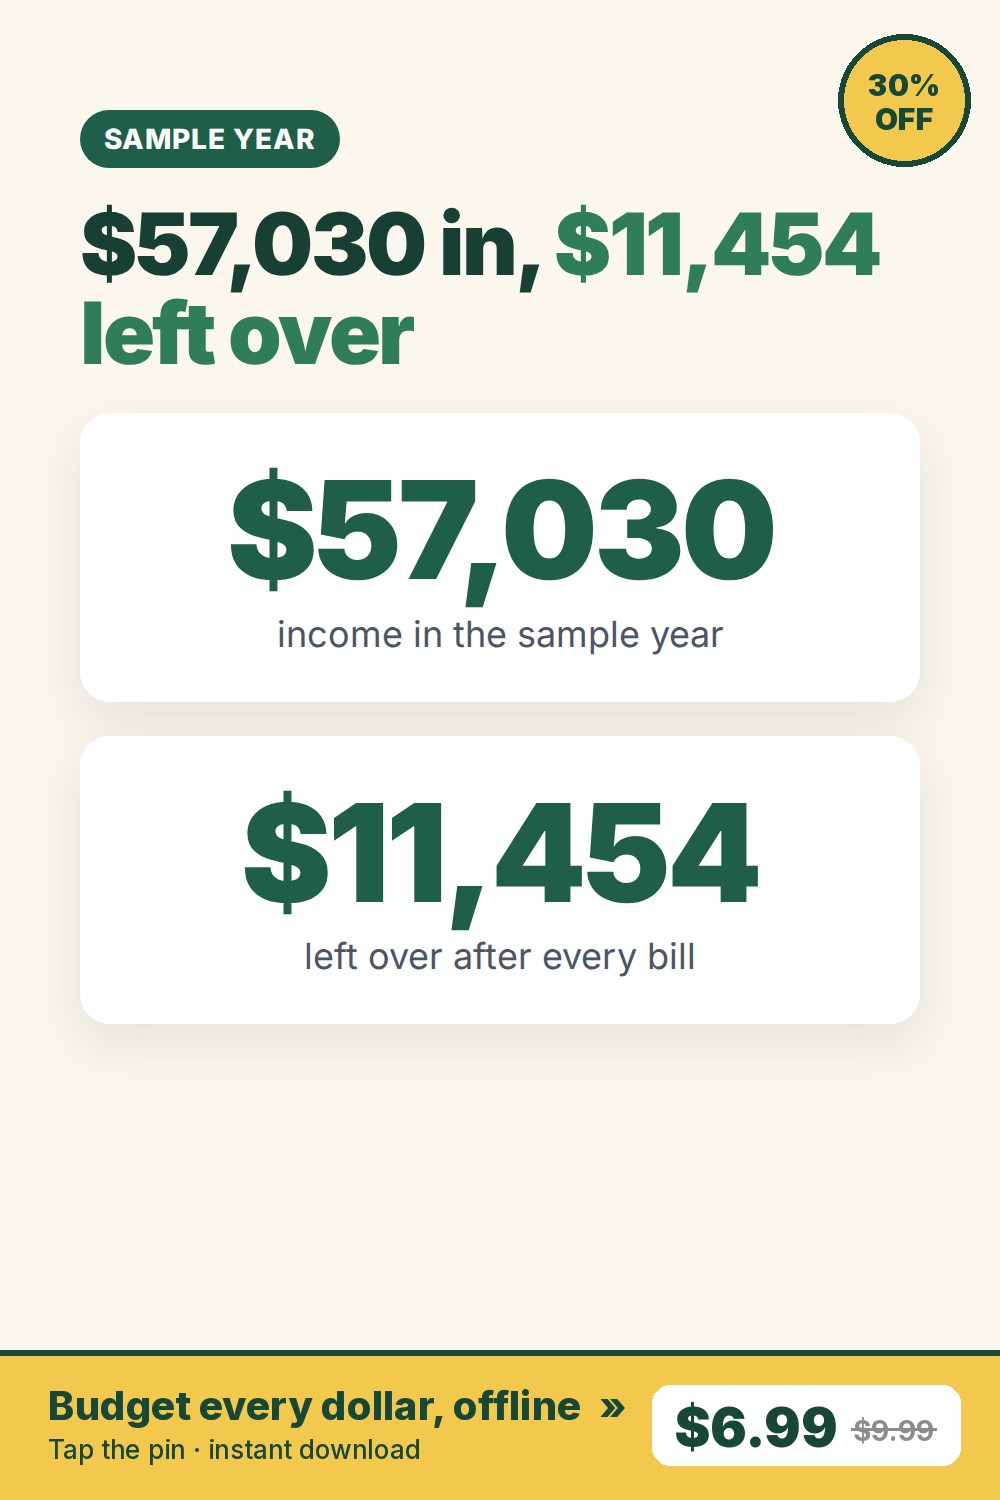 30%
OFF
SAMPLE YEAR
$57,030 in, $11,454
left over
$57,030
income in the sample year
$11,454
left over after every bill
Budget every dollar, offline »
Tap the pin · instant download
$6.99 $9.99